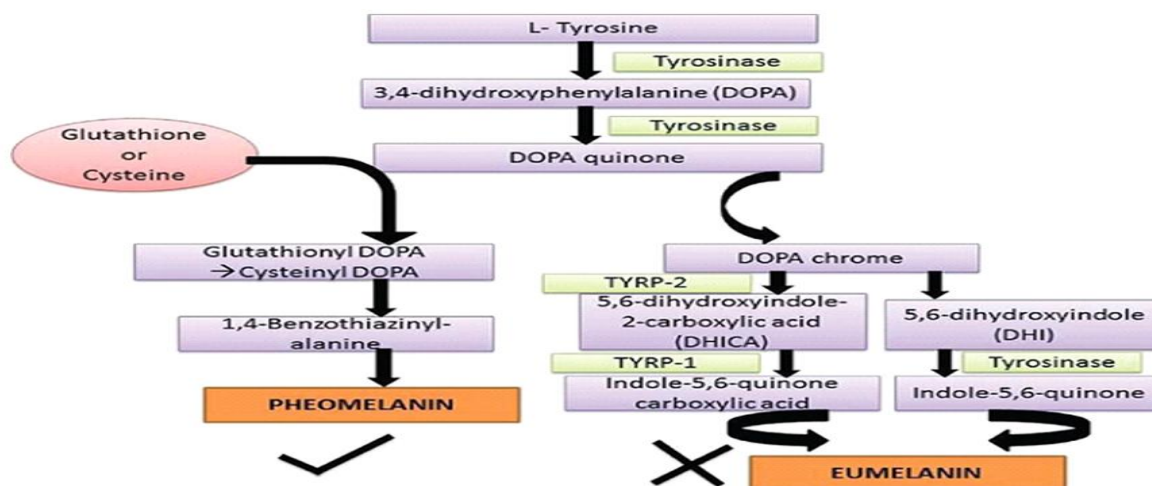 L- Tyrosine
Tyrosinase
3,4-dihydroxyphenylalanine (DOPA)
Tyrosinase
DOPA quinone
Glutathione
or
Cysteine
Glutathionyl DOPA
→Cysteinyl DOPA
1,4-Benzothiazinyl-
alanine
PHEOMELANIN
DOPA chrome
TYRP-2
5,6-dihydroxyindole-
2-carboxylic acid
(DHICA)
TYRP-1
Indole-5,6-quinone
carboxylic acid
5,6-dihydroxyindole
(DHI)
Tyrosinase
Indole-5,6-quinone
EUMELANIN